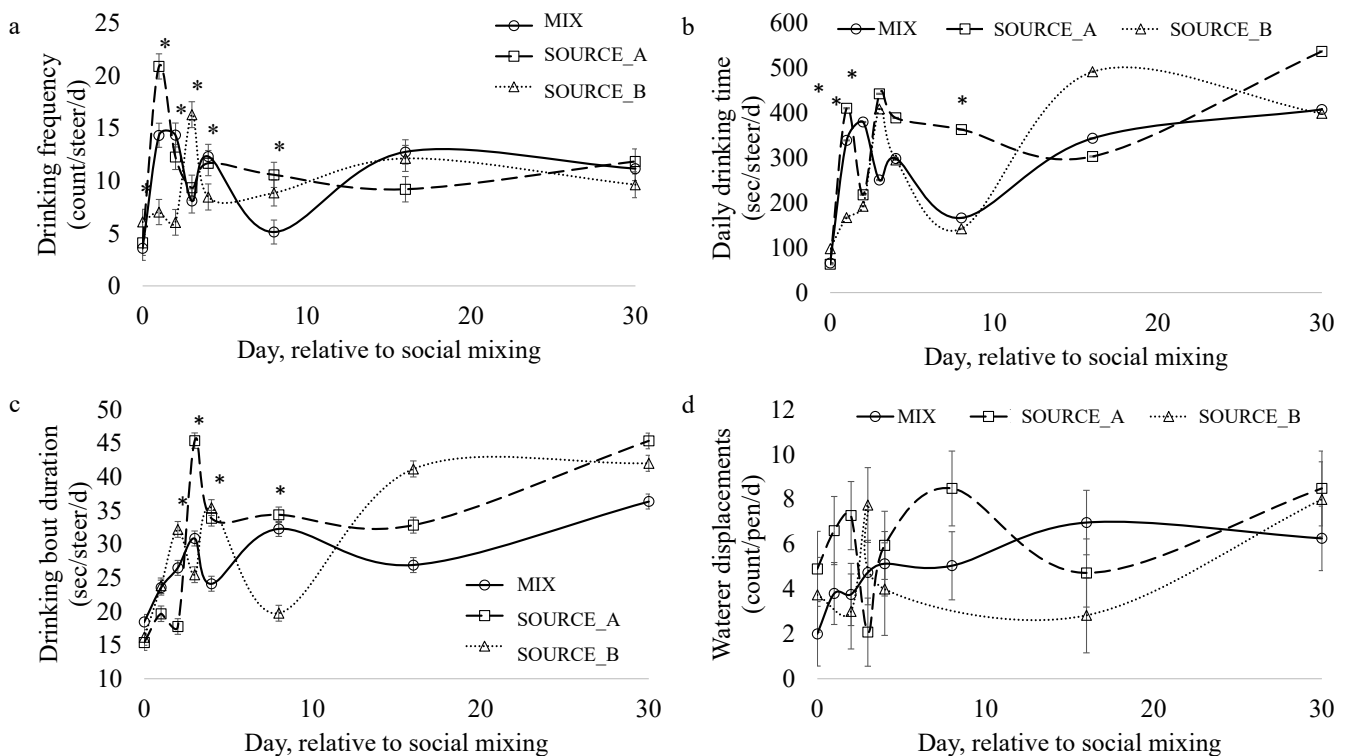 a
Drinking frequency
(count/steer/d)
25
20
15
10
5
0
* * * * * * *
MIX
SOURCE_A
SOURCE_B
0 10 20 30
Day, relative to social mixing
b
Daily drinking time
(sec/steer/d)
600
500
400
300
200
100
0
MIX SOURCE_A SOURCE_B
* * * *
0 10 20 30
Day, relative to social mixing
c
Drinking bout duration
(sec/steer/d)
50
45
40
35
30
25
20
15
10
* * * *
MIX
SOURCE_A
SOURCE_B
0 10 20 30
Day, relative to social mixing
d
Waterer displacements
(count/pen/d)
12
10
8
6
4
2
0
MIX SOURCE_A SOURCE_B
0 10 20 30
Day, relative to social mixing